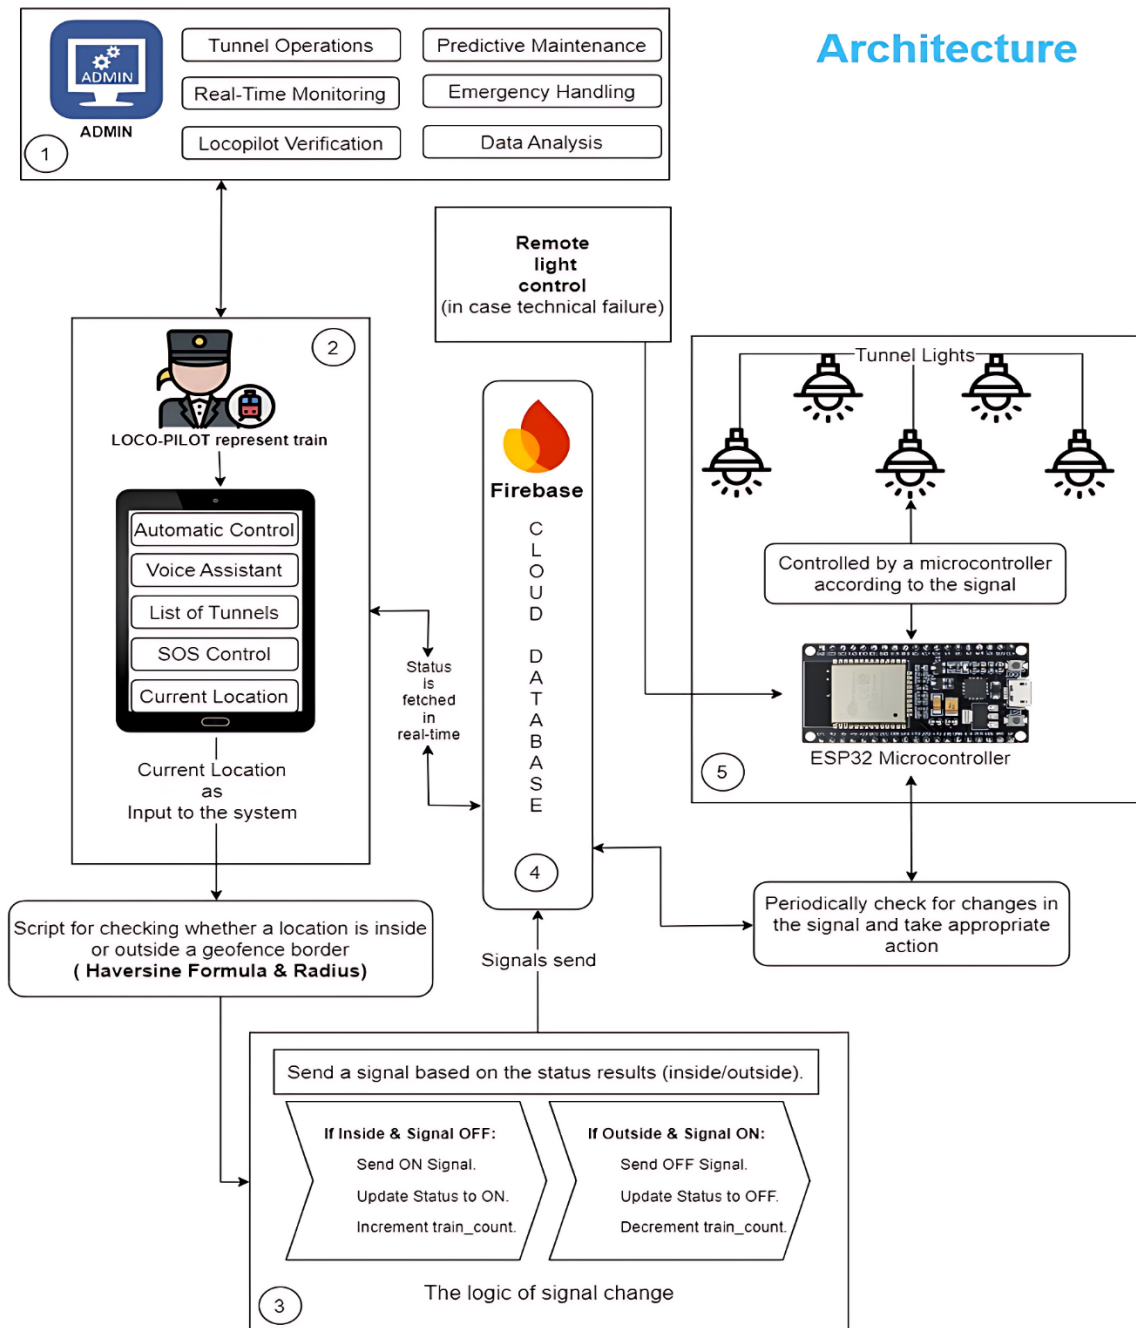 Architecture
ADMIN
ADMIN
1
Tunnel Operations
Predictive Maintenance
Real-Time Monitoring
Emergency Handling
Locopilot Verification
Data Analysis
Remote
light
control
(in case technical failure)
2
LOCO-PILOT represent train
Automatic Control
Voice Assistant
List of Tunnels
SOS Control
Current Location
Current Location
as
Input to the system
Status
is
fetched
in
real-time
Firebase
CLOUD DATABASE
4
Tunnel Lights
Controlled by a microcontroller
according to the signal
ESP32 Microcontroller
5
Periodically check for changes
in the signal and take appropriate
action
Script for checking whether a location is inside
or outside a geofence border
( Haversine Formula & Radius)
Signals send
Send a signal based on the status results (inside/outside).
If Inside & Signal OFF:
Send ON Signal.
Update Status to ON.
Increment train_count.
If Outside & Signal ON:
Send OFF Signal.
Update Status to OFF.
Decrement train_count.
The logic of signal change
3